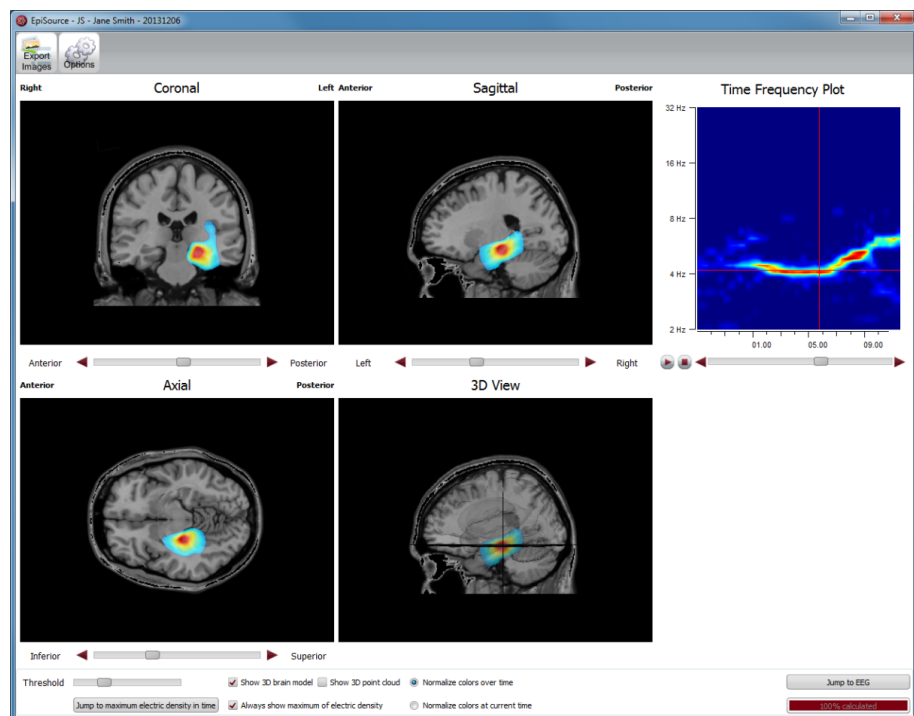 EpiSource - JS - Jane Smith - 20131206
Export Images
Options
Right Coronal Left
Anterior Sagittal Posterior
Time Frequency Plot
32 Hz
16 Hz
8 Hz
4 Hz
2 Hz
01.00 05.00 09.00
Anterior Posterior
Left Right
Anterior Axial Posterior
3D View
Inferior Superior
Threshold
Show 3D brain model Show 3D point cloud Normalize colors over time
Jump to EEG
Jump to maximum electric density in time
Always show maximum of electric density Normalize colors at current time
100% calculated